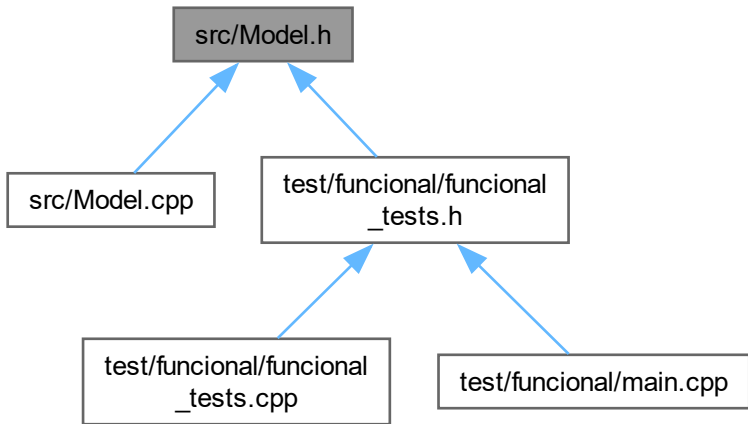 src/Model.h
src/Model.cpp
test/funcional/funcional
_tests.h
test/funcional/funcional
_tests.cpp
test/funcional/main.cpp